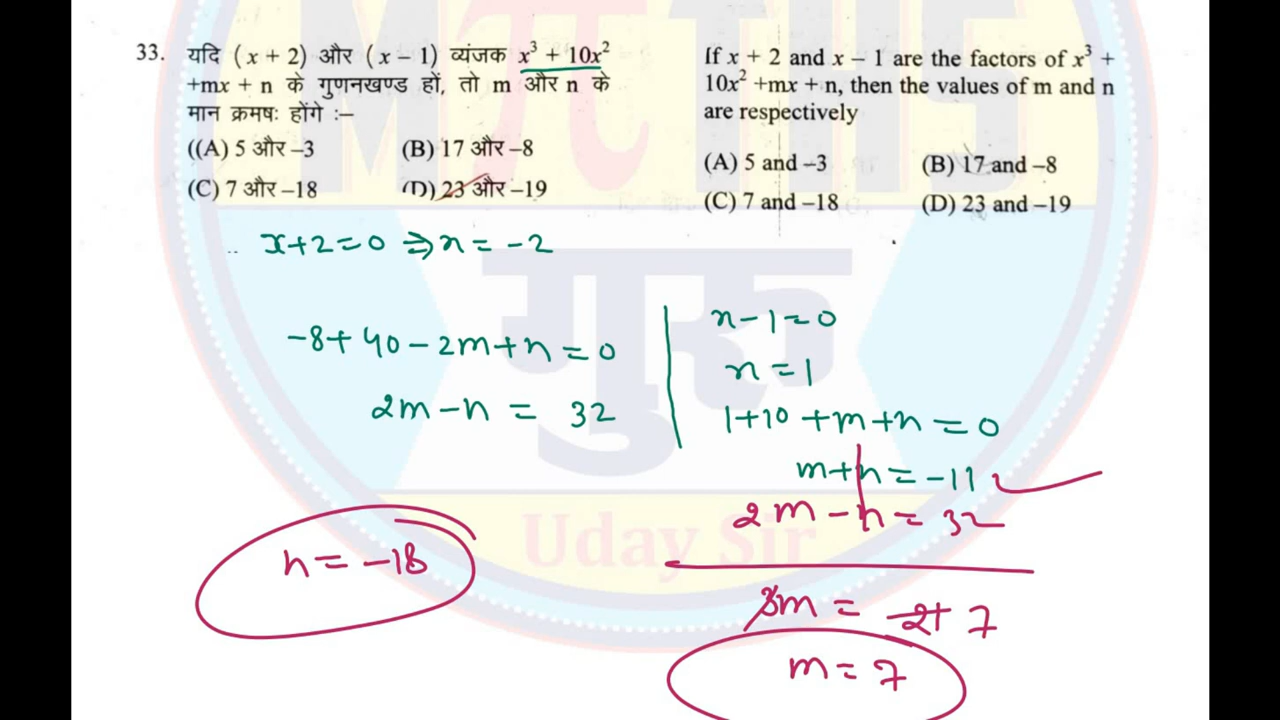 33. यदि (x + 2) और (x – 1) व्यंजक x³ + 10x²
+mx + n के गुणनखण्ड हों, तो m और n के
मान क्रमषः होंगे :–
((A) 5 और –3 (B) 17 और –8
(C) 7 और –18 (D) 23 और –19
If x + 2 and x – 1 are the factors of x³ +
10x² +mx + n, then the values of m and n
are respectively
(A) 5 and –3 (B) 17 and –8
(C) 7 and –18 (D) 23 and –19
x+2=0 ⇒ x = -2
-8+40-2m+n=0
2m-n = 32
x-1=0
x=1
1+10+m+n=0
m+n=-11
2m-n=32
3m = 21 7
m=7
n=-18
गुरु
Uday Sir